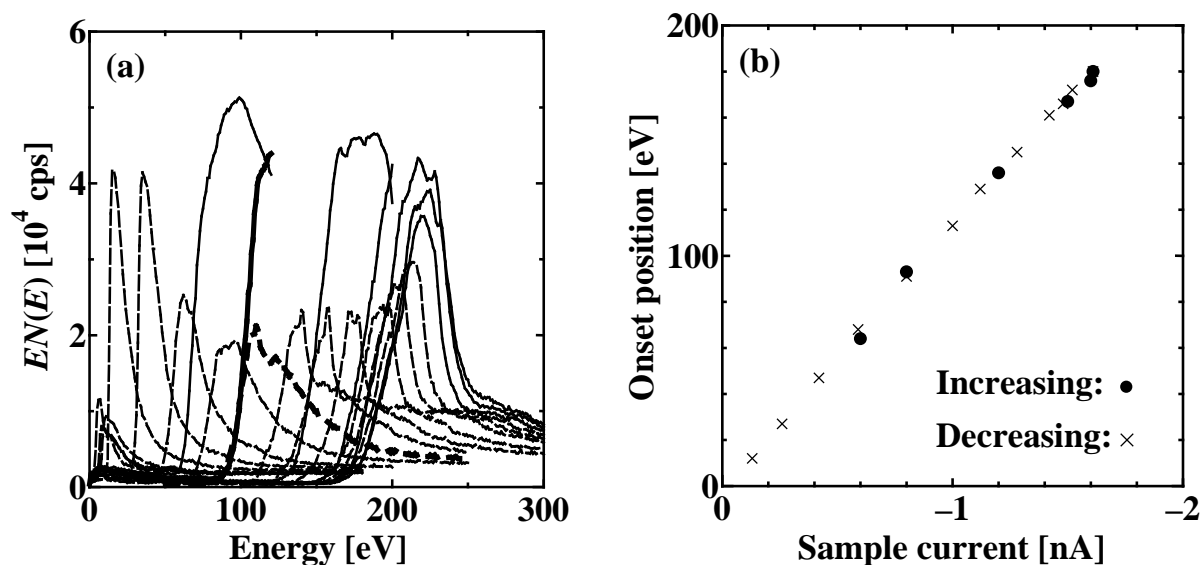 (a)
EN(E) [10⁴ cps]
6
4
2
0
0 100 200 300
Energy [eV]
(b)
Onset position [eV]
200
100
0
0 −1 −2
Sample current [nA]
Increasing: ●
Decreasing: ×